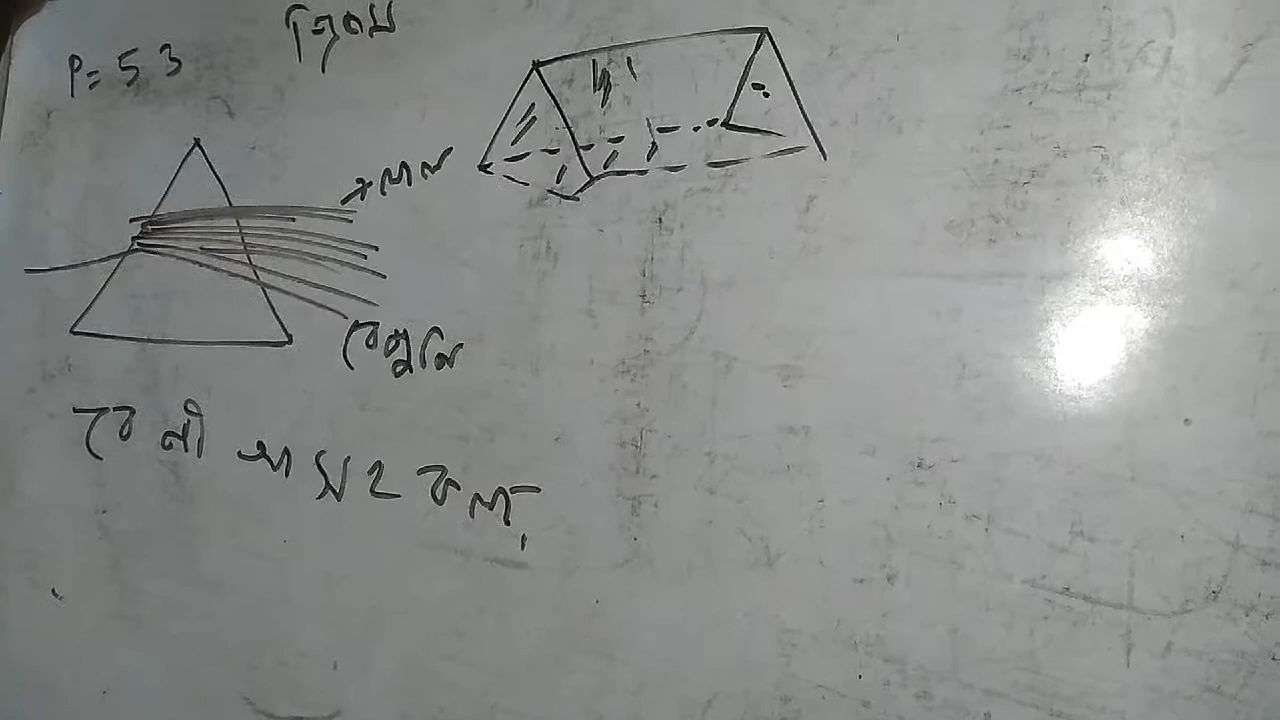 প্রিজম
P = 53
লাল
বেগুনি
বে নী আ স হ ক লা